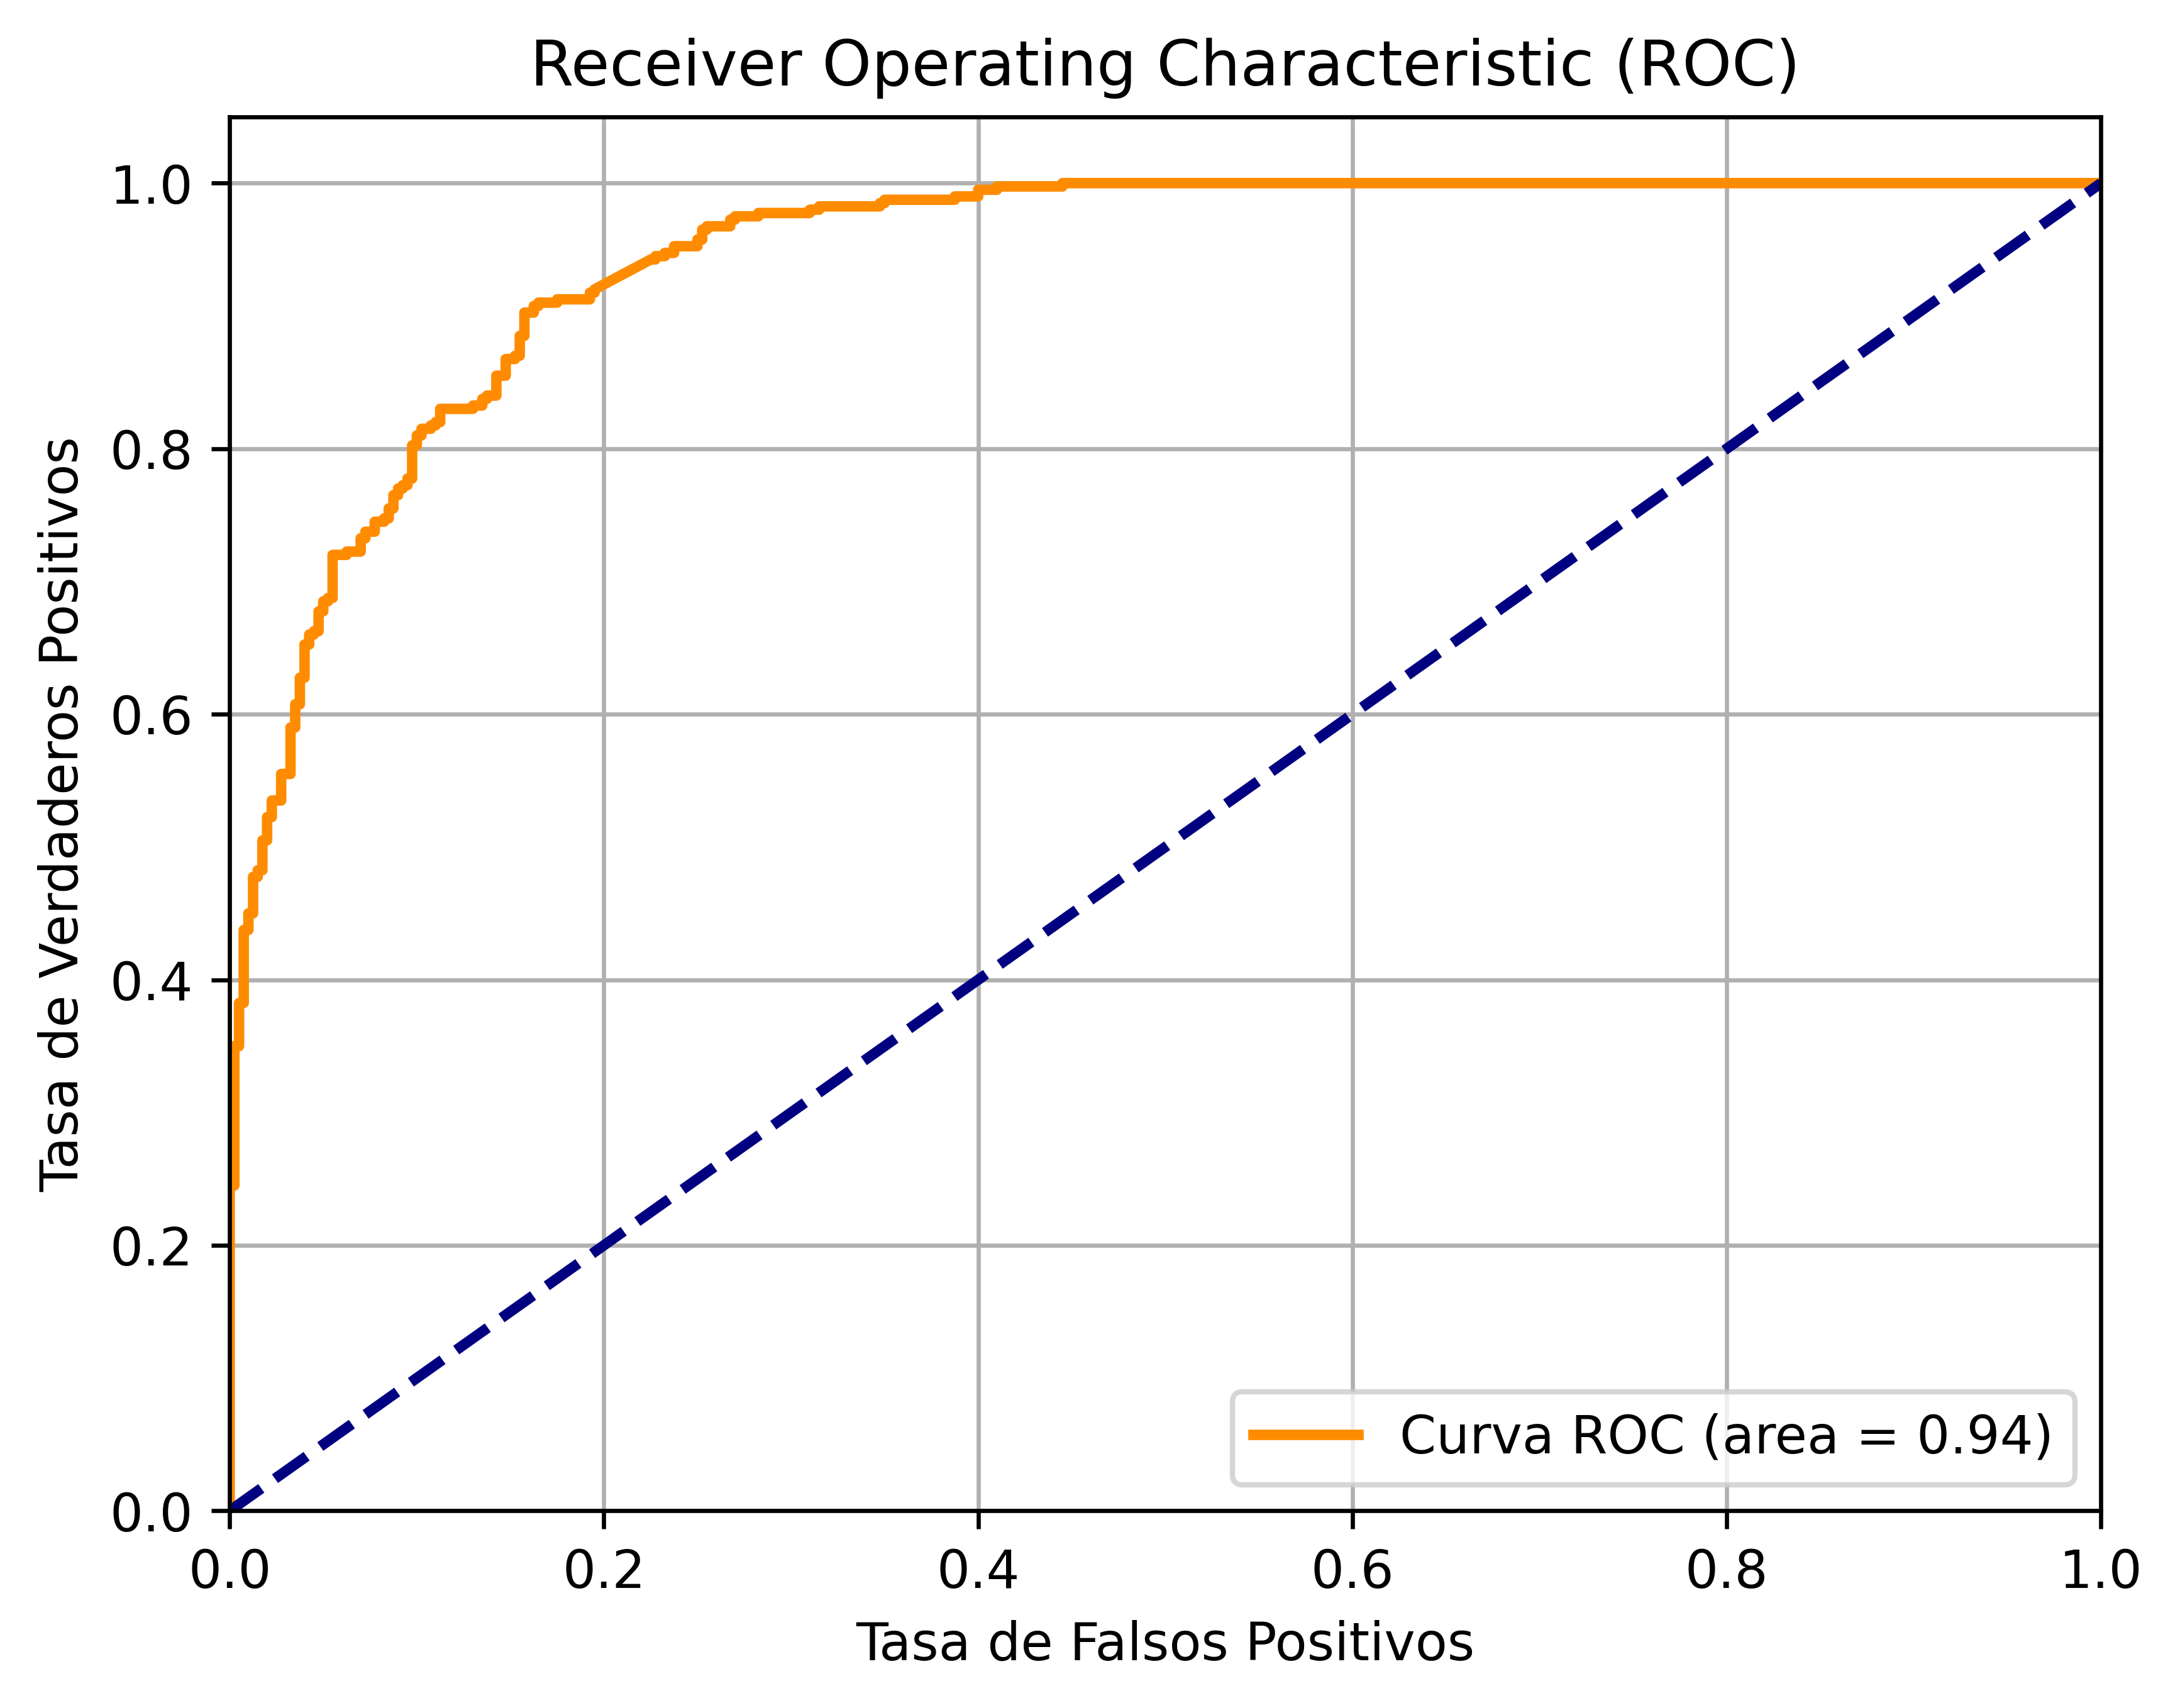 Receiver Operating Characteristic (ROC)
Tasa de Verdaderos Positivos
1.0
0.8
0.6
0.4
0.2
0.0
Curva ROC (area = 0.94)
0.0 0.2 0.4 0.6 0.8 1.0
Tasa de Falsos Positivos